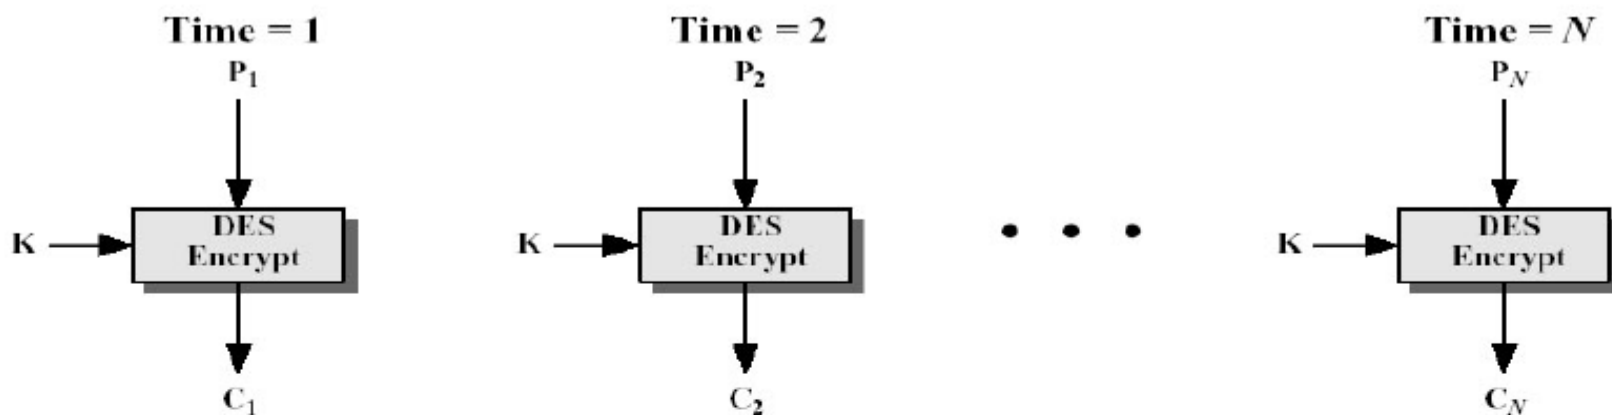 Time = 1 Time = 2 Time = N
P1 P2 PN
DES DES DES
K Encrypt K Encrypt K Encrypt
C1 C2 CN